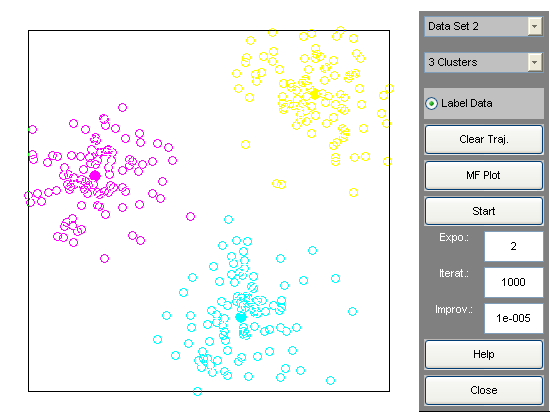 Data Set 2
3 Clusters
Label Data
Clear Traj.
MF Plot
Start
Expo.: 2
Iterat.: 1000
Improv.: 1e-005
Help
Close